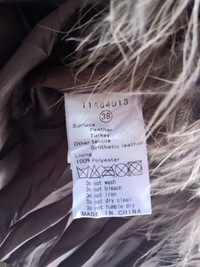 11464013
38
Surface
Feather
Turkey
Other textile
Synthetic leather
Lining
100% Polyester
Do not wash
Do not bleach
Do not iron
Do not dry clean
Do not tumble dry
MADE IN CHINA